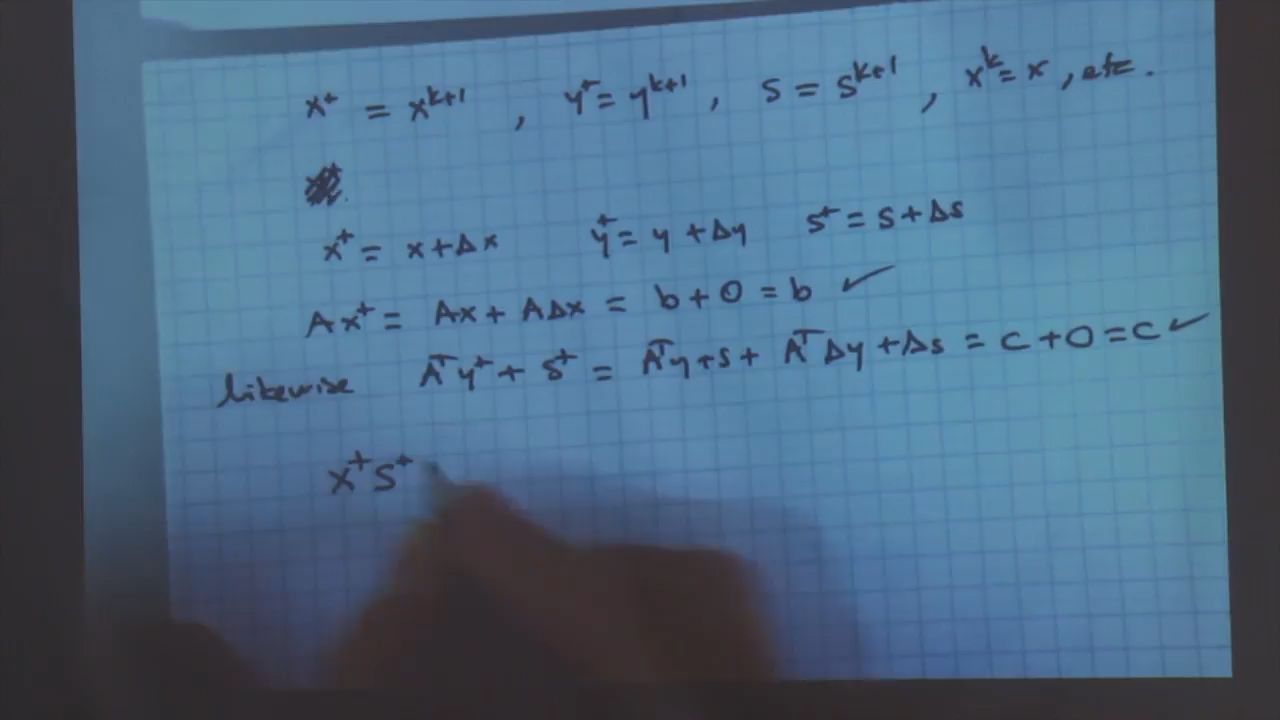 x⁺ = x^{k+1} , y⁺ = y^{k+1} , s = s^{k+1} , x^k = x , etc.
x⁺ = x + Δx y⁺ = y + Δy s⁺ = s + Δs
Ax⁺ = Ax + AΔx = b + 0 = b ✓
likewise Aᵀy⁺ + s⁺ = Aᵀy + s + AᵀΔy + Δs = c + 0 = c ✓
X⁺S⁺